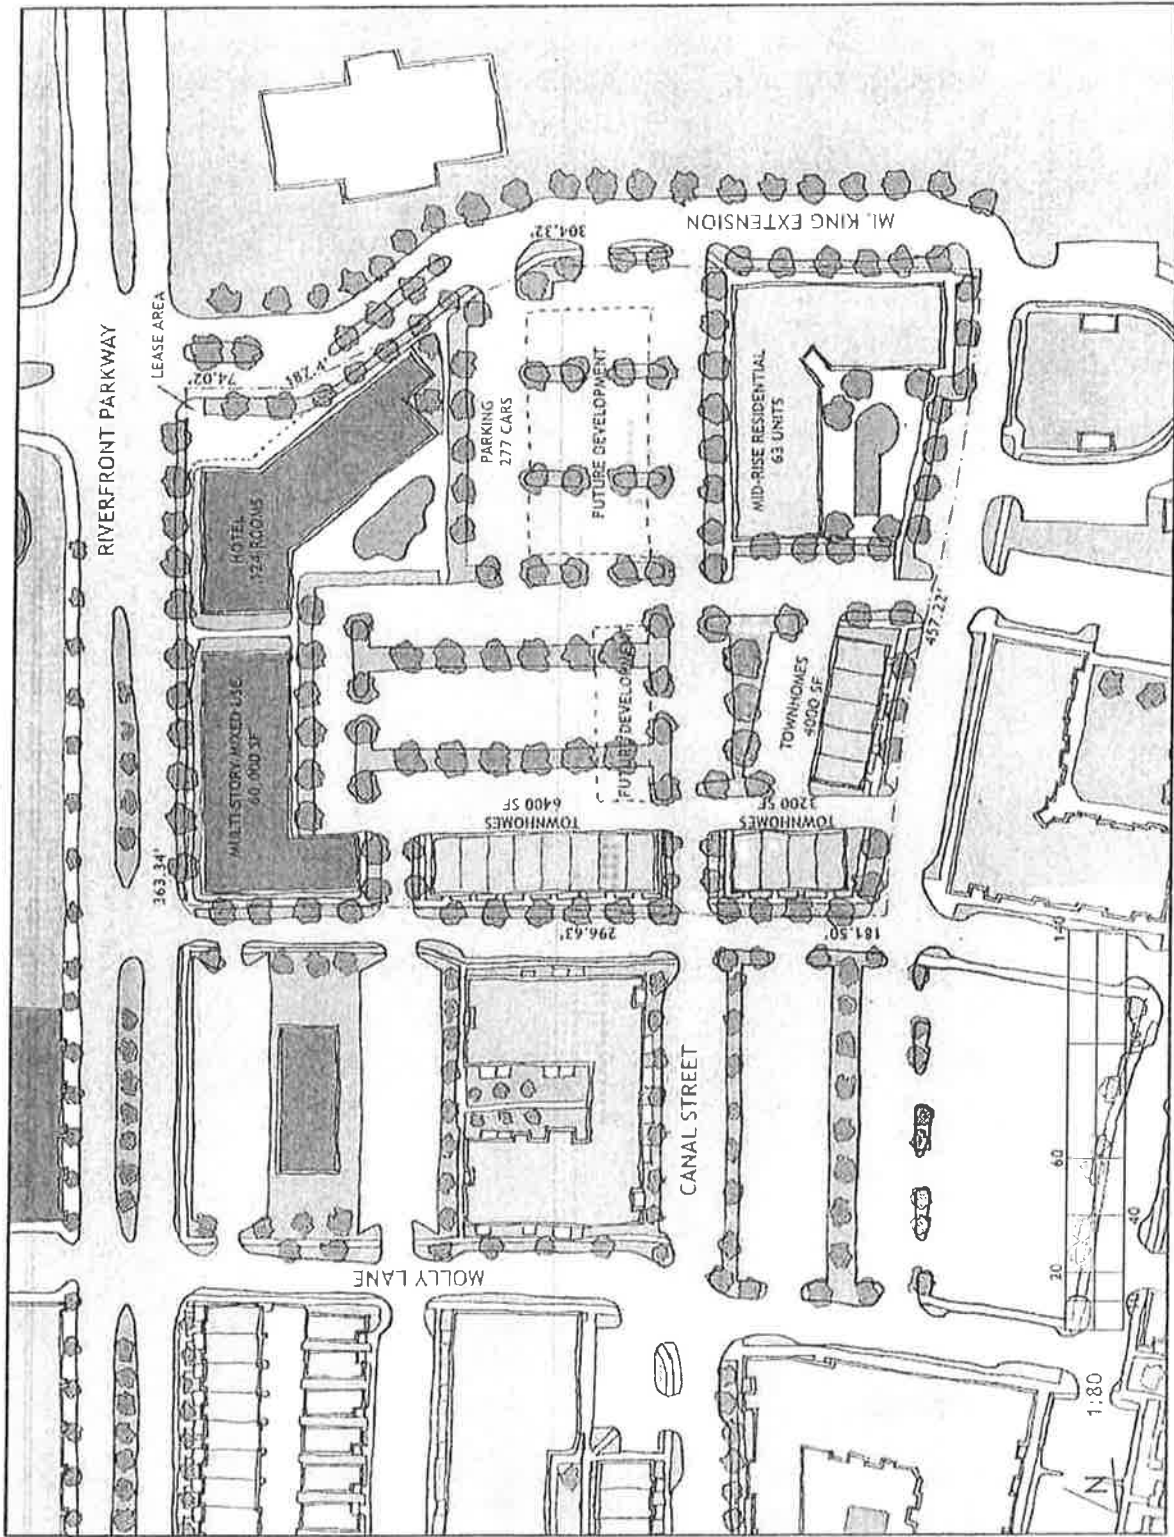 RIVERFRONT PARKWAY
LEASE AREA
74.02'
187.4'
304.32'
ML KING EXTENSION
HOTEL
124 ROOMS
PARKING
277 CARS
FUTURE DEVELOPMENT
MID-RISE RESIDENTIAL
63 UNITS
MULTI STORY MIXED USE
60,000 SF
FUTURE DEVELOPMENT
TOWNHOMES
4000 SF
457.22'
TOWNHOMES
6400 SF
TOWNHOMES
3200 SF
363.34'
296.63'
181.50'
CANAL STREET
MOLLY LANE
20
40
60
1:80
N